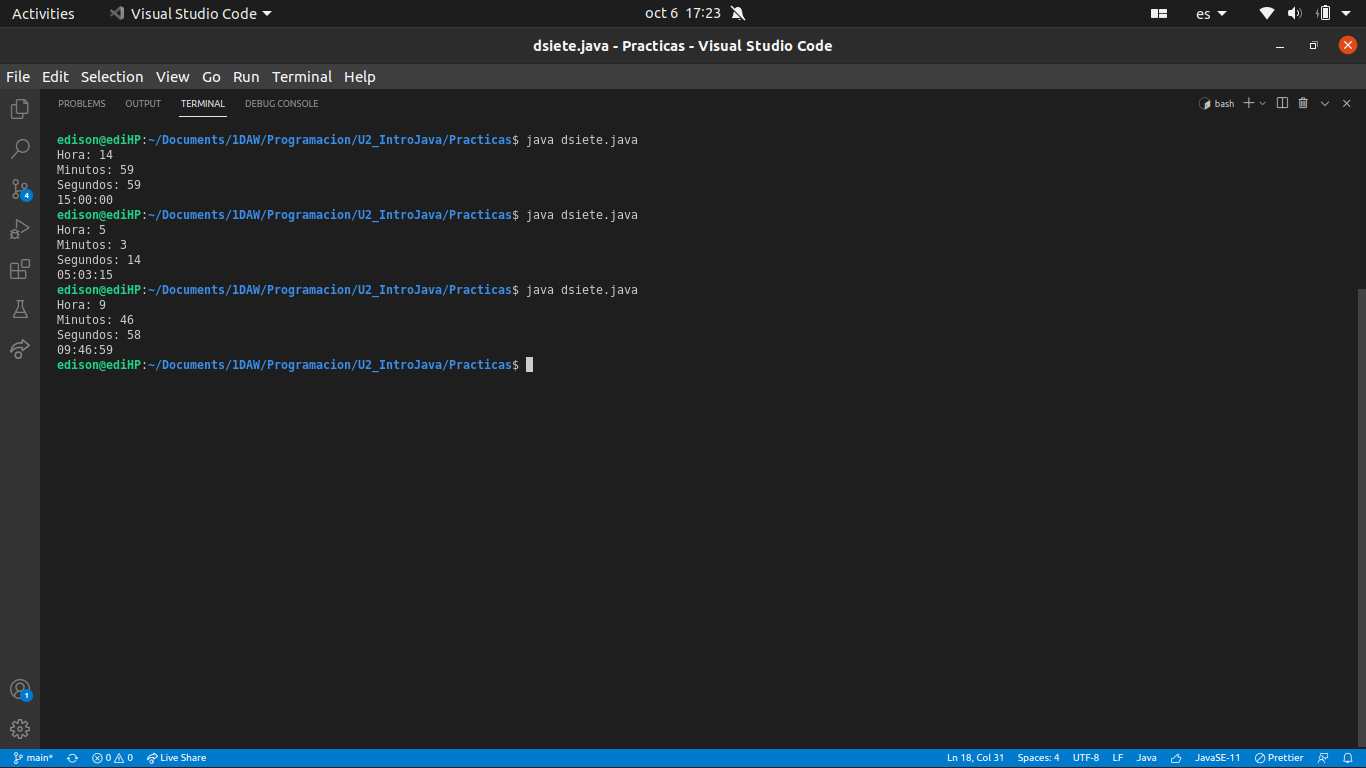 Activities Visual Studio Code oct 6 17:23 es
dsiete.java - Practicas - Visual Studio Code
File Edit Selection View Go Run Terminal Help
PROBLEMS OUTPUT TERMINAL DEBUG CONSOLE bash
edison@ediHP:~/Documents/1DAW/Programacion/U2_IntroJava/Practicas$ java dsiete.java
Hora: 14
Minutos: 59
Segundos: 59
15:00:00
edison@ediHP:~/Documents/1DAW/Programacion/U2_IntroJava/Practicas$ java dsiete.java
Hora: 5
Minutos: 3
Segundos: 14
05:03:15
edison@ediHP:~/Documents/1DAW/Programacion/U2_IntroJava/Practicas$ java dsiete.java
Hora: 9
Minutos: 46
Segundos: 58
09:46:59
edison@ediHP:~/Documents/1DAW/Programacion/U2_IntroJava/Practicas$
4
1
main* 0 0 Live Share Ln 18, Col 31 Spaces: 4 UTF-8 LF Java JavaSE-11 Prettier